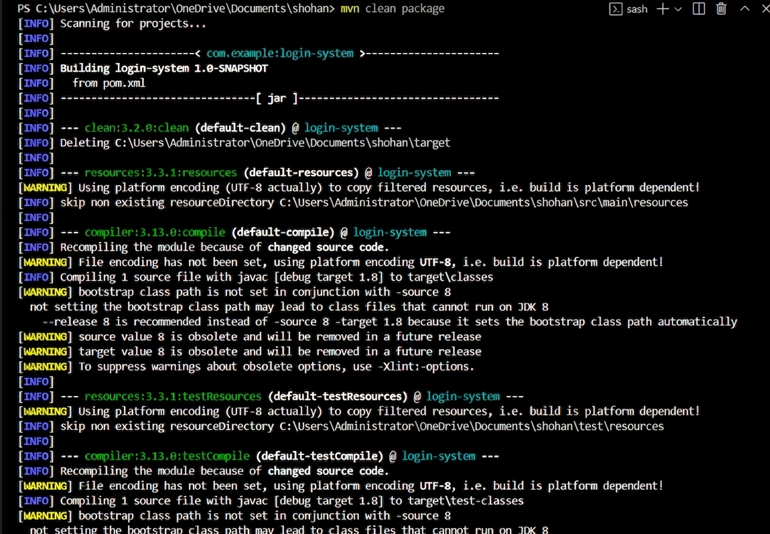 PS C:\Users\Administrator\OneDrive\Documents\shohan> mvn clean package
sash
[INFO] Scanning for projects...
[INFO]
[INFO] ----------------------< com.example:login-system >----------------------
[INFO] Building login-system 1.0-SNAPSHOT
[INFO]   from pom.xml
[INFO] --------------------------------[ jar ]---------------------------------
[INFO]
[INFO] --- clean:3.2.0:clean (default-clean) @ login-system ---
[INFO] Deleting C:\Users\Administrator\OneDrive\Documents\shohan\target
[INFO]
[INFO] --- resources:3.3.1:resources (default-resources) @ login-system ---
[WARNING] Using platform encoding (UTF-8 actually) to copy filtered resources, i.e. build is platform dependent!
[INFO] skip non existing resourceDirectory C:\Users\Administrator\OneDrive\Documents\shohan\src\main\resources
[INFO]
[INFO] --- compiler:3.13.0:compile (default-compile) @ login-system ---
[INFO] Recompiling the module because of changed source code.
[WARNING] File encoding has not been set, using platform encoding UTF-8, i.e. build is platform dependent!
[INFO] Compiling 1 source file with javac [debug target 1.8] to target\classes
[WARNING] bootstrap class path is not set in conjunction with -source 8
  not setting the bootstrap class path may lead to class files that cannot run on JDK 8
    --release 8 is recommended instead of -source 8 -target 1.8 because it sets the bootstrap class path automatically
[WARNING] source value 8 is obsolete and will be removed in a future release
[WARNING] target value 8 is obsolete and will be removed in a future release
[WARNING] To suppress warnings about obsolete options, use -Xlint:-options.
[INFO]
[INFO] --- resources:3.3.1:testResources (default-testResources) @ login-system ---
[WARNING] Using platform encoding (UTF-8 actually) to copy filtered resources, i.e. build is platform dependent!
[INFO] skip non existing resourceDirectory C:\Users\Administrator\OneDrive\Documents\shohan\test\resources
[INFO]
[INFO] --- compiler:3.13.0:testCompile (default-testCompile) @ login-system ---
[INFO] Recompiling the module because of changed source code.
[WARNING] File encoding has not been set, using platform encoding UTF-8, i.e. build is platform dependent!
[INFO] Compiling 1 source file with javac [debug target 1.8] to target\test-classes
[WARNING] bootstrap class path is not set in conjunction with -source 8
  not setting the bootstrap class path may lead to class files that cannot run on JDK 8